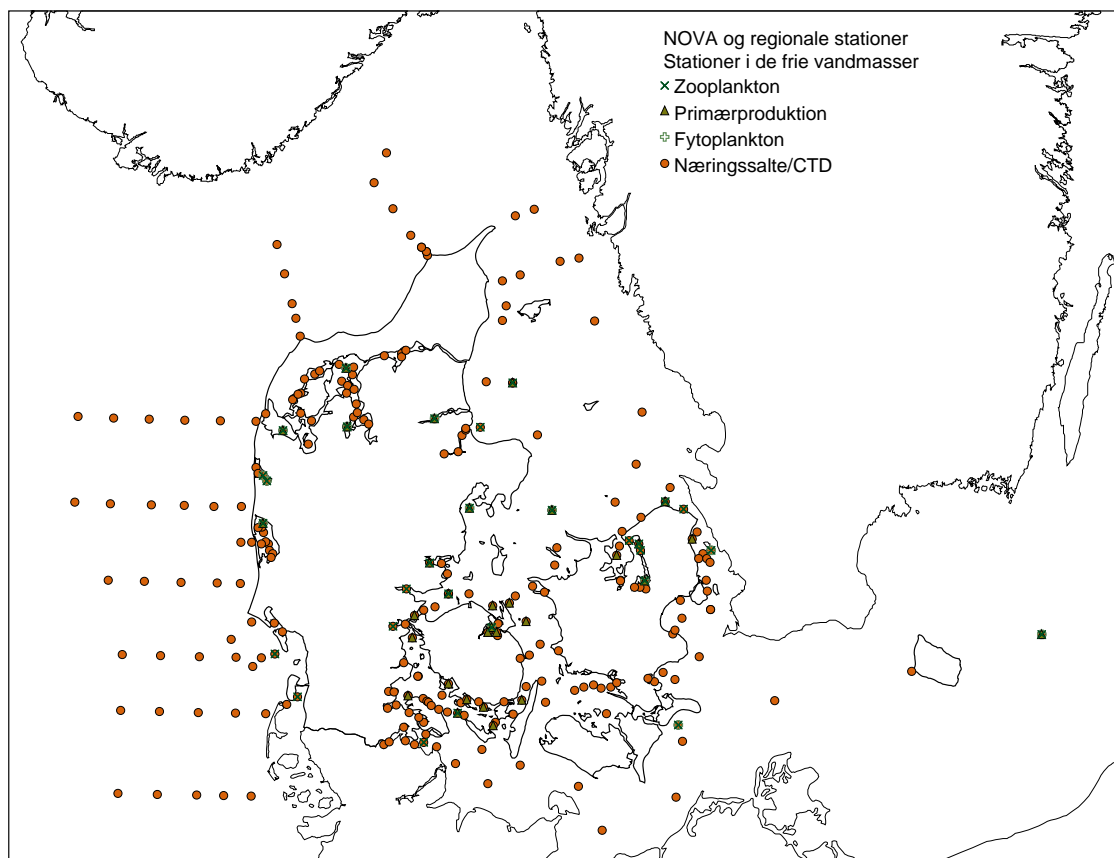 NOVA og regionale stationer
Stationer i de frie vandmasser
Zooplankton
Primærproduktion
Fytoplankton
Næringssalte/CTD